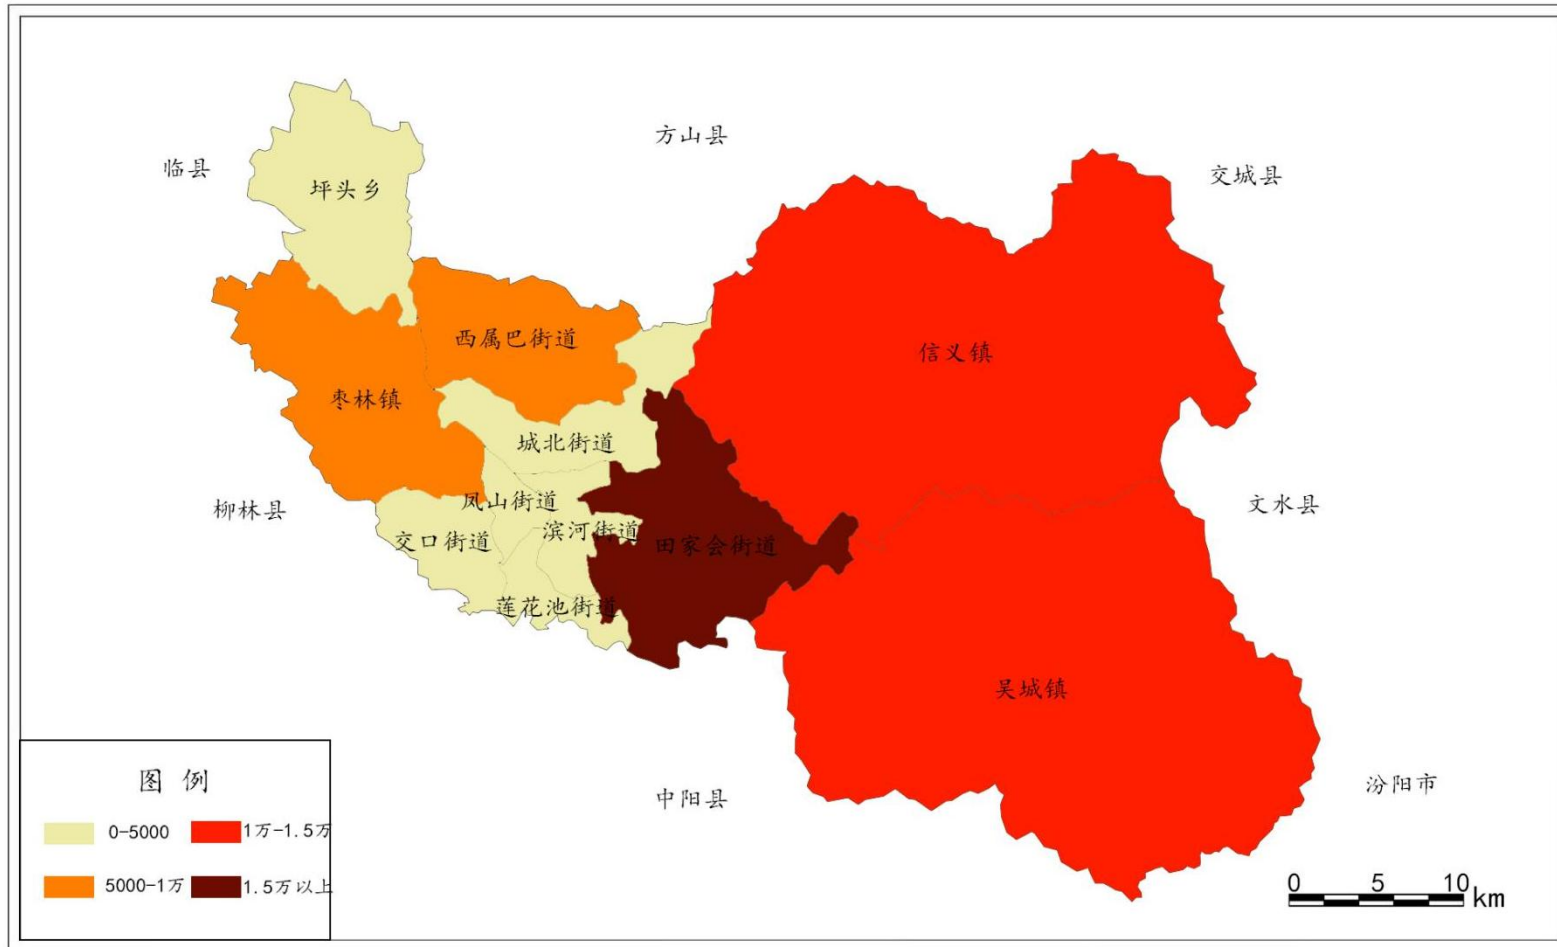 方山县
临县
交城县
坪头乡
西属巴街道
信义镇
枣林镇
城北街道
柳林县
凤山街道
文水县
交口街道
滨河街道
田家会街道
莲花池街道
吴城镇
中阳县
汾阳市
图 例
0-5000
1万-1.5万
5000-1万
1.5万以上
0 5 10 km